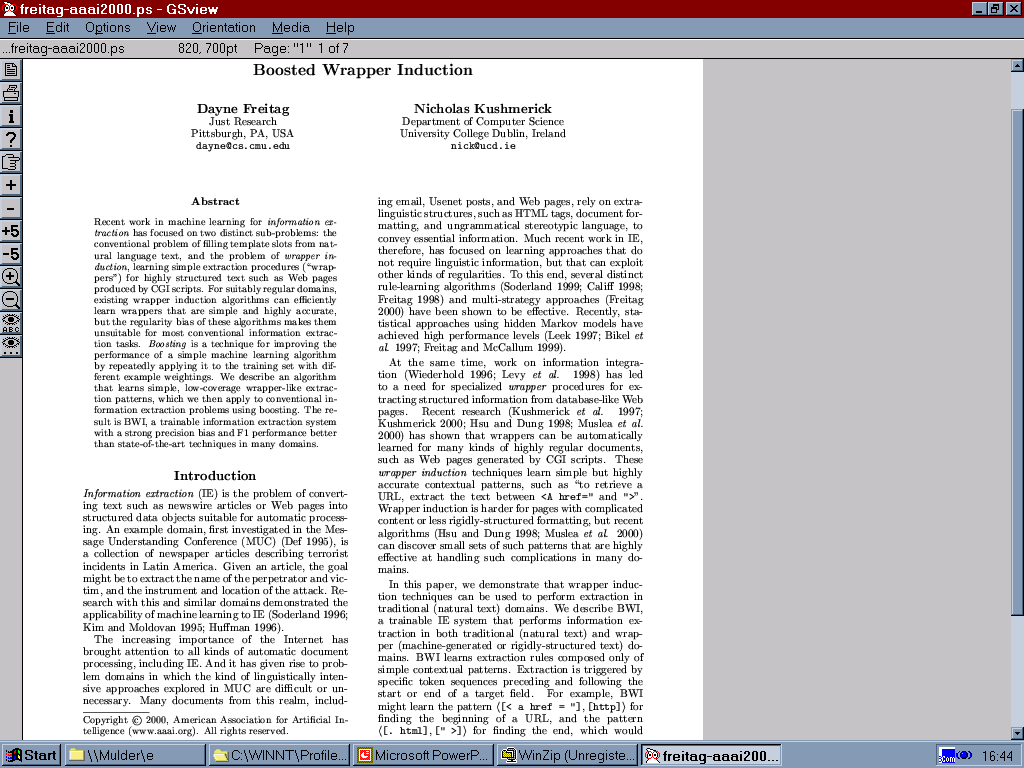 freitag-aaai2000.ps - GSview
File Edit Options View Orientation Media Help
...freitag-aaai2000.ps 820, 700pt Page: "1" 1 of 7
i
?
+
-
+5
-5
ABC
Boosted Wrapper Induction
Dayne Freitag
Just Research
Pittsburgh, PA, USA
dayne@cs.cmu.edu
Nicholas Kushmerick
Department of Computer Science
University College Dublin, Ireland
nick@ucd.ie
Abstract
Recent work in machine learning for information ex-
traction has focused on two distinct sub-problems: the
conventional problem of filling template slots from nat-
ural language text, and the problem of wrapper in-
duction, learning simple extraction procedures ("wrap-
pers") for highly structured text such as Web pages
produced by CGI scripts. For suitably regular domains,
existing wrapper induction algorithms can efficiently
learn wrappers that are simple and highly accurate,
but the regularity bias of these algorithms makes them
unsuitable for most conventional information extrac-
tion tasks. Boosting is a technique for improving the
performance of a simple machine learning algorithm
by repeatedly applying it to the training set with dif-
ferent example weightings. We describe an algorithm
that learns simple, low-coverage wrapper-like extrac-
tion patterns, which we then apply to conventional in-
formation extraction problems using boosting. The re-
sult is BWI, a trainable information extraction system
with a strong precision bias and F1 performance better
than state-of-the-art techniques in many domains.
Introduction
Information extraction (IE) is the problem of convert-
ing text such as newswire articles or Web pages into
structured data objects suitable for automatic process-
ing. An example domain, first investigated in the Mes-
sage Understanding Conference (MUC) (Def 1995), is
a collection of newspaper articles describing terrorist
incidents in Latin America. Given an article, the goal
might be to extract the name of the perpetrator and vic-
tim, and the instrument and location of the attack. Re-
search with this and similar domains demonstrated the
applicability of machine learning to IE (Soderland 1996;
Kim and Moldovan 1995; Huffman 1996).
The increasing importance of the Internet has
brought attention to all kinds of automatic document
processing, including IE. And it has given rise to prob-
lem domains in which the kind of linguistically inten-
sive approaches explored in MUC are difficult or un-
necessary. Many documents from this realm, includ-
Copyright © 2000, American Association for Artificial In-
telligence (www.aaai.org). All rights reserved.
ing email, Usenet posts, and Web pages, rely on extra-
linguistic structures, such as HTML tags, document for-
matting, and ungrammatical stereotypic language, to
convey essential information. Much recent work in IE,
therefore, has focused on learning approaches that do
not require linguistic information, but that can exploit
other kinds of regularities. To this end, several distinct
rule-learning algorithms (Soderland 1999; Califf 1998;
Freitag 1998) and multi-strategy approaches (Freitag
2000) have been shown to be effective. Recently, sta-
tistical approaches using hidden Markov models have
achieved high performance levels (Leek 1997; Bikel et
al. 1997; Freitag and McCallum 1999).
At the same time, work on information integra-
tion (Wiederhold 1996; Levy et al. 1998) has led
to a need for specialized wrapper procedures for ex-
tracting structured information from database-like Web
pages. Recent research (Kushmerick et al. 1997;
Kushmerick 2000; Hsu and Dung 1998; Muslea et al.
2000) has shown that wrappers can be automatically
learned for many kinds of highly regular documents,
such as Web pages generated by CGI scripts. These
wrapper induction techniques learn simple but highly
accurate contextual patterns, such as "to retrieve a
URL, extract the text between <A href=" and ">".
Wrapper induction is harder for pages with complicated
content or less rigidly-structured formatting, but recent
algorithms (Hsu and Dung 1998; Muslea et al. 2000)
can discover small sets of such patterns that are highly
effective at handling such complications in many do-
mains.
In this paper, we demonstrate that wrapper induc-
tion techniques can be used to perform extraction in
traditional (natural text) domains. We describe BWI,
a trainable IE system that performs information ex-
traction in both traditional (natural text) and wrap-
per (machine-generated or rigidly-structured text) do-
mains. BWI learns extraction rules composed only of
simple contextual patterns. Extraction is triggered by
specific token sequences preceding and following the
start or end of a target field. For example, BWI
might learn the pattern ⟨[< a href = "], [http]⟩ for
finding the beginning of a URL, and the pattern
⟨[. html], [" >]⟩ for finding the end, which would
Start \\Mulder\e C:\WINNT\Profile... Microsoft PowerP... WinZip (Unregiste... freitag-aaai2000... Com 16:44